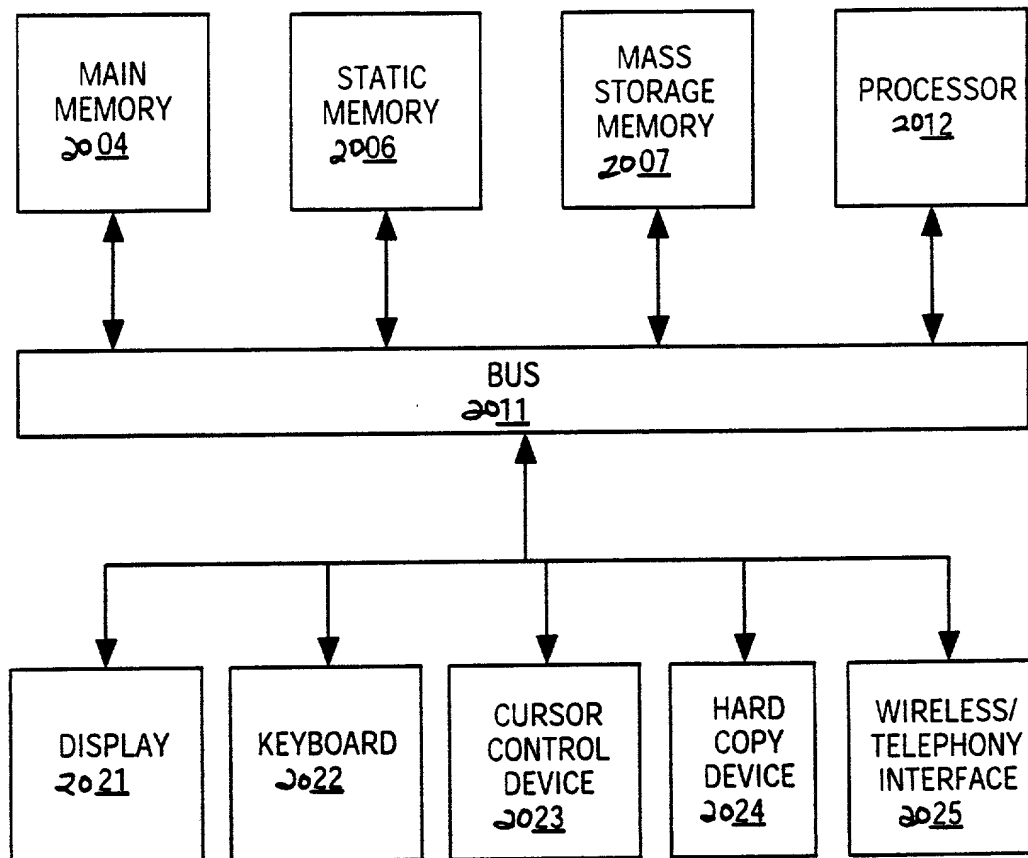 MAIN
MEMORY
2004
STATIC
MEMORY
2006
MASS
STORAGE
MEMORY
2007
PROCESSOR
2012
BUS
2011
DISPLAY
2021
KEYBOARD
2022
CURSOR
CONTROL
DEVICE
2023
HARD
COPY
DEVICE
2024
WIRELESS/
TELEPHONY
INTERFACE
2025